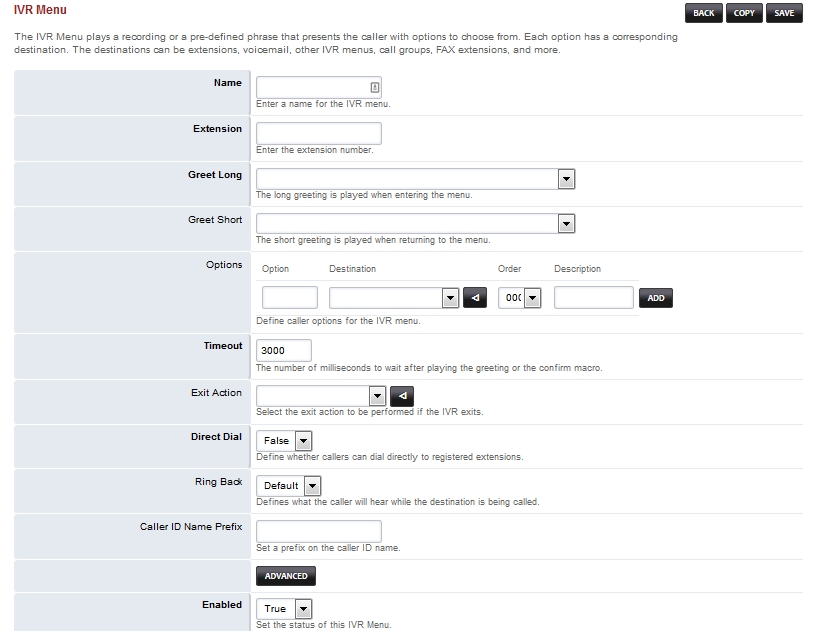 IVR Menu
BACK COPY SAVE
The IVR Menu plays a recording or a pre-defined phrase that presents the caller with options to choose from. Each option has a corresponding
destination. The destinations can be extensions, voicemail, other IVR menus, call groups, FAX extensions, and more.
Name
Enter a name for the IVR menu.
Extension
Enter the extension number.
Greet Long
The long greeting is played when entering the menu.
Greet Short
The short greeting is played when returning to the menu.
Options
Option Destination Order Description
000 ADD
Define caller options for the IVR menu.
Timeout
3000
The number of milliseconds to wait after playing the greeting or the confirm macro.
Exit Action
Select the exit action to be performed if the IVR exits.
Direct Dial
False
Define whether callers can dial directly to registered extensions.
Ring Back
Default
Defines what the caller will hear while the destination is being called.
Caller ID Name Prefix
Set a prefix on the caller ID name.
ADVANCED
Enabled
True
Set the status of this IVR Menu.